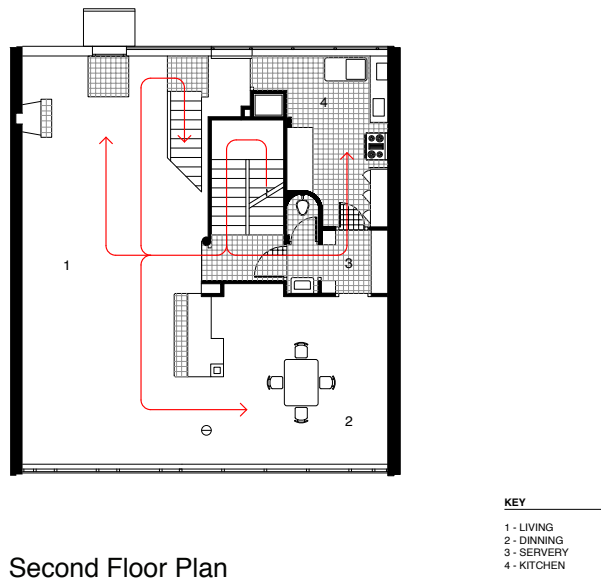 4
1
3
2
KEY
1 - LIVING
2 - DINNING
3 - SERVERY
4 - KITCHEN
Second Floor Plan